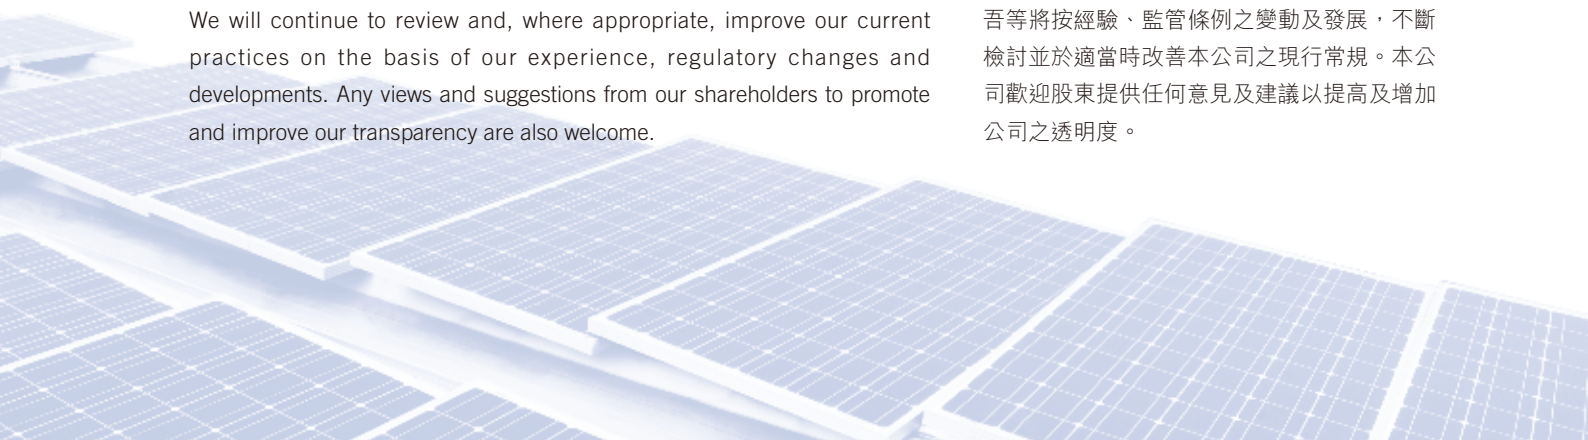 We will continue to review and, where appropriate, improve our current
practices on the basis of our experience, regulatory changes and
developments. Any views and suggestions from our shareholders to promote
and improve our transparency are also welcome.
吾等將按經驗、監管條例之變動及發展，不斷
檢討並於適當時改善本公司之現行常規。本公
司歡迎股東提供任何意見及建議以提高及增加
公司之透明度。